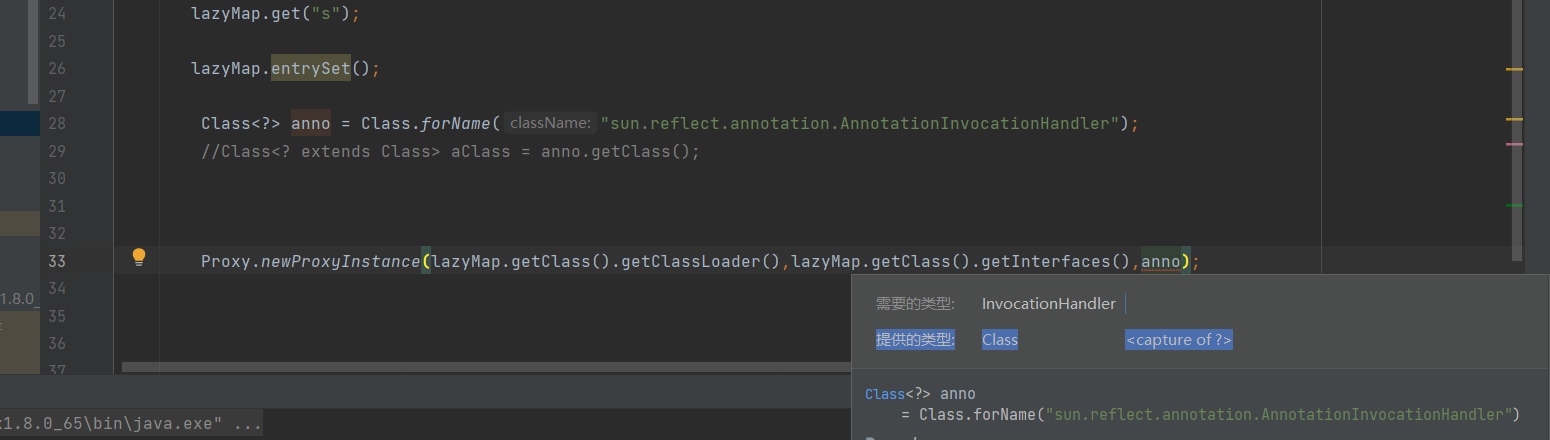 24 lazyMap.get("s");
25
26 lazyMap.entrySet();
27
28 Class<?> anno = Class.forName( className: "sun.reflect.annotation.AnnotationInvocationHandler");
29 //Class<? extends Class> aClass = anno.getClass();
30
31
32
33 Proxy.newProxyInstance(lazyMap.getClass().getClassLoader(),lazyMap.getClass().getInterfaces(),anno);
34
需要的类型: InvocationHandler
1.8.0_
35
提供的类型: Class <capture of ?>
36
37
Class<?> anno
= Class.forName("sun.reflect.annotation.AnnotationInvocationHandler")
1.8.0_65\bin\java.exe" ...